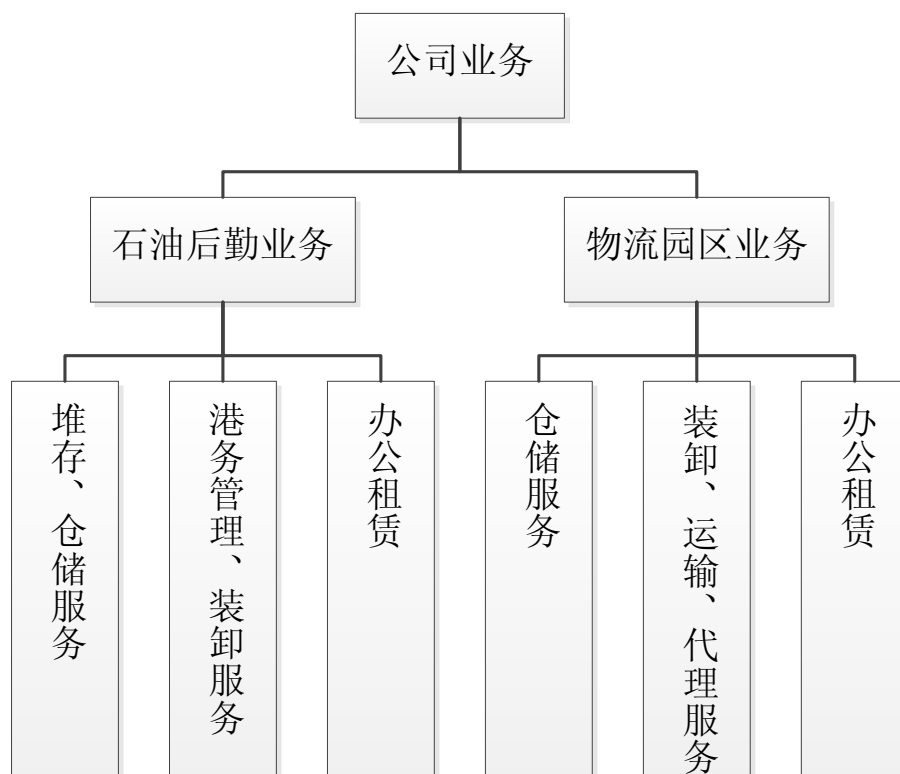 公司业务
石油后勤业务
物流园区业务
堆存、仓储服务
港务管理、装卸服务
办公租赁
仓储服务
装卸、运输、代理服务
办公租赁